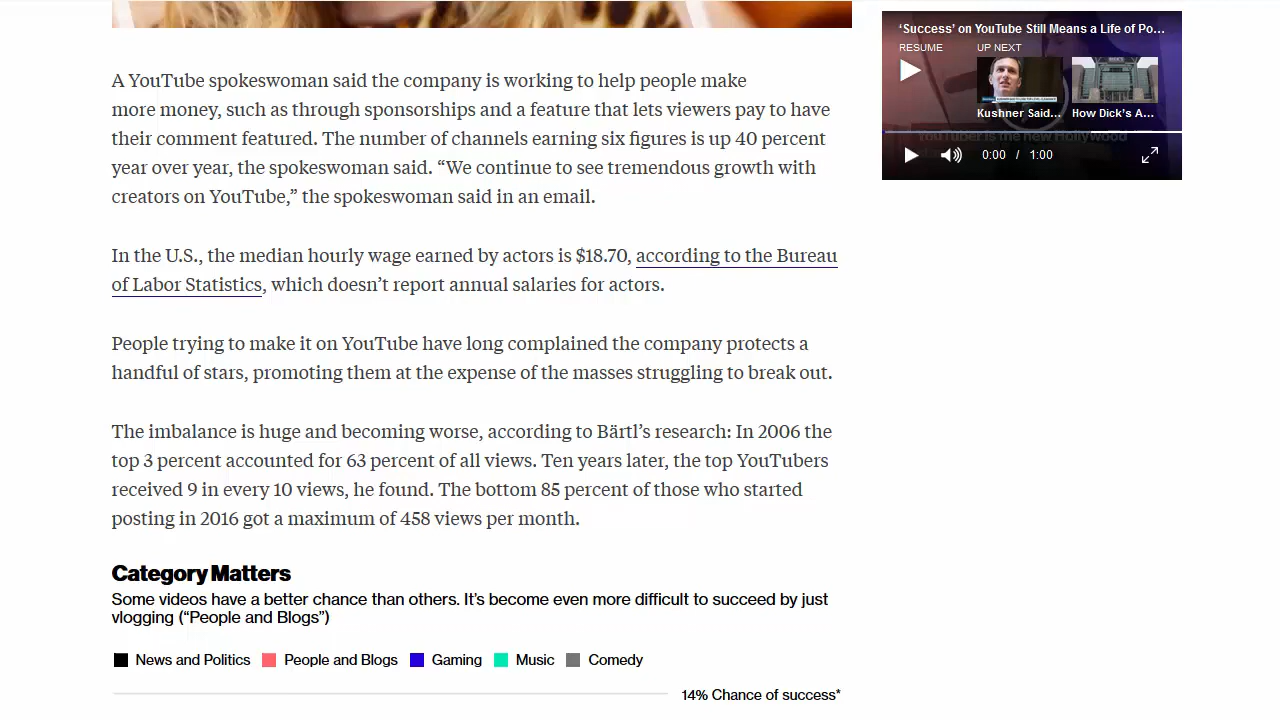 A YouTube spokeswoman said the company is working to help people make
more money, such as through sponsorships and a feature that lets viewers pay to have
their comment featured. The number of channels earning six figures is up 40 percent
year over year, the spokeswoman said. “We continue to see tremendous growth with
creators on YouTube,” the spokeswoman said in an email.
In the U.S., the median hourly wage earned by actors is $18.70, according to the Bureau
of Labor Statistics, which doesn’t report annual salaries for actors.
People trying to make it on YouTube have long complained the company protects a
handful of stars, promoting them at the expense of the masses struggling to break out.
The imbalance is huge and becoming worse, according to Bärtl’s research: In 2006 the
top 3 percent accounted for 63 percent of all views. Ten years later, the top YouTubers
received 9 in every 10 views, he found. The bottom 85 percent of those who started
posting in 2016 got a maximum of 458 views per month.
Category Matters
Some videos have a better chance than others. It’s become even more difficult to succeed by just
vlogging (“People and Blogs”)
News and Politics People and Blogs Gaming Music Comedy
14% Chance of success*
‘Success’ on YouTube Still Means a Life of Po...
RESUME UP NEXT
Kushner Said... How Dick’s A...
YouTuber is the new Hollywood
0:00 / 1:00